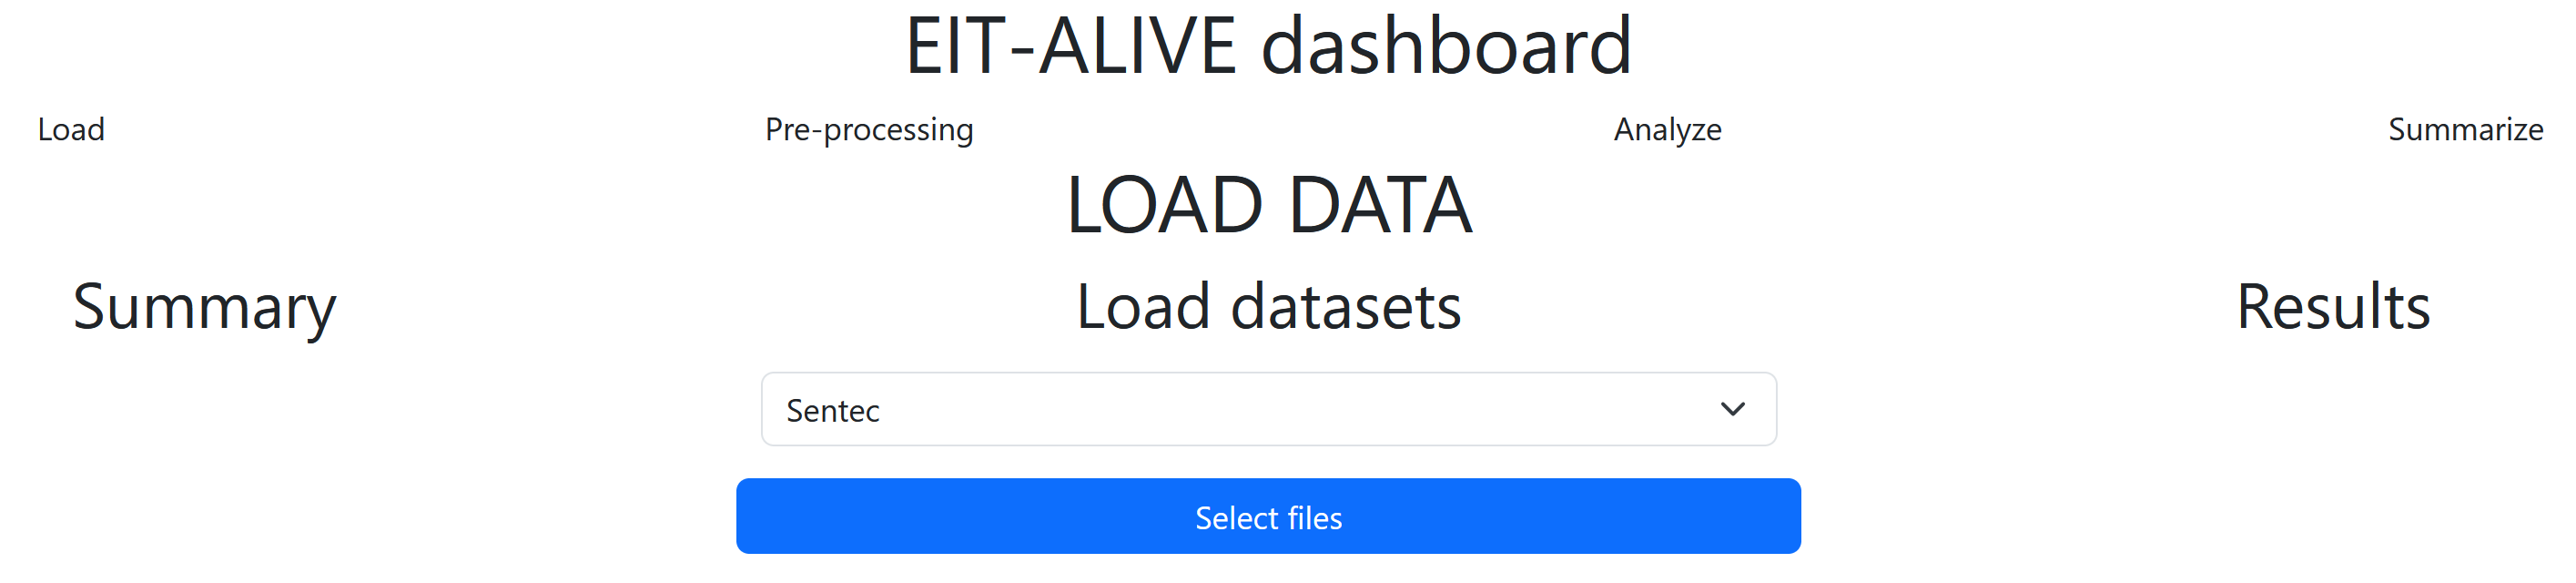 EIT-ALIVE dashboard
Load Pre-processing Analyze Summarize
LOAD DATA
Summary Load datasets Results
Sentec
Select files